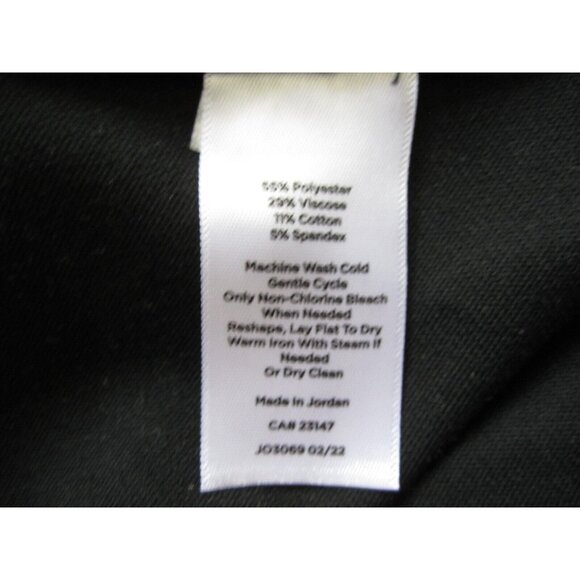 55% Polyester
29% Viscose
11% Cotton
5% Spandex
Machine Wash Cold
Gentle Cycle
Only Non-Chlorine Bleach
When Needed
Reshape, Lay Flat To Dry
Warm Iron With Steam If
Needed
Or Dry Clean
Made In Jordan
CA# 23147
JO3069 02/22